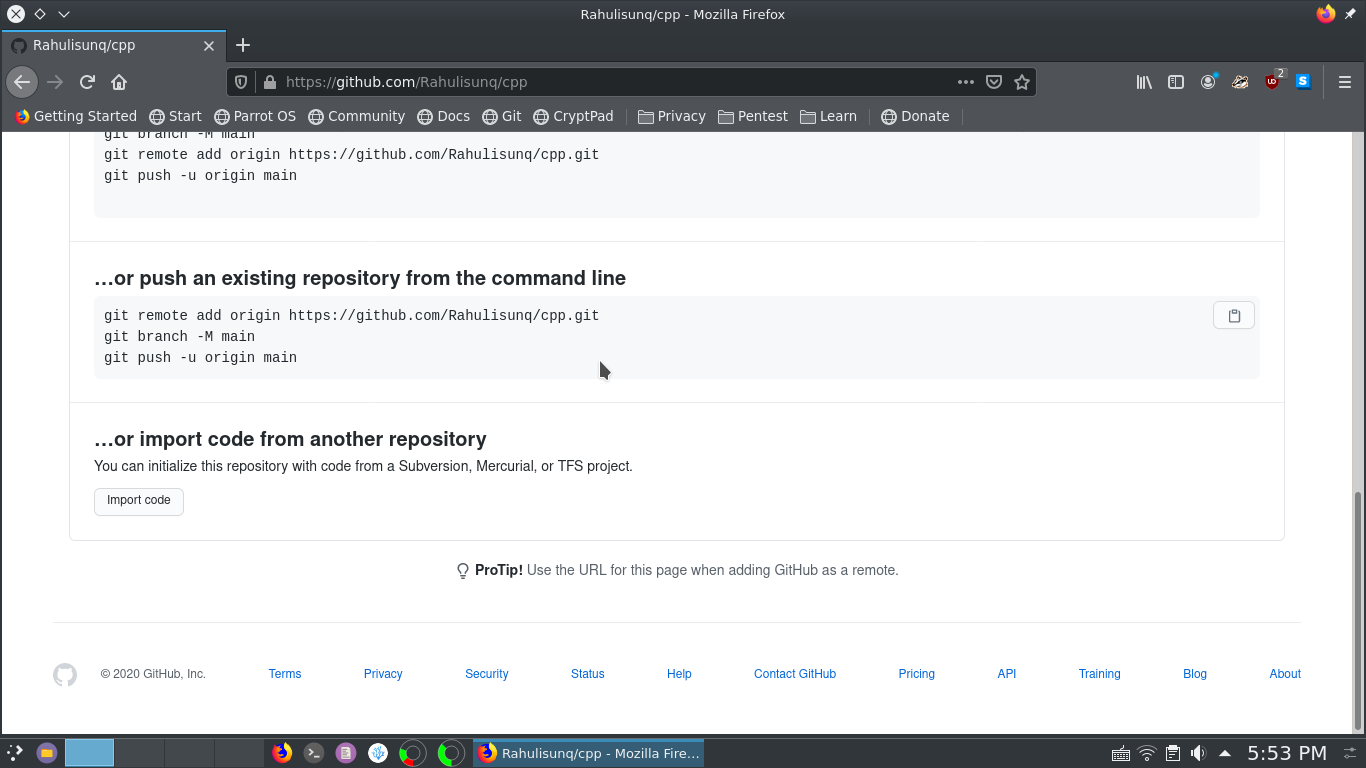 Rahulisunq/cpp - Mozilla Firefox
Rahulisunq/cpp
https://github.com/Rahulisunq/cpp
2
Getting Started Start Parrot OS Community Docs Git CryptPad Privacy Pentest Learn Donate
git branch -M main
git remote add origin https://github.com/Rahulisunq/cpp.git
git push -u origin main
…or push an existing repository from the command line
git remote add origin https://github.com/Rahulisunq/cpp.git
git branch -M main
git push -u origin main
…or import code from another repository
You can initialize this repository with code from a Subversion, Mercurial, or TFS project.
Import code
ProTip! Use the URL for this page when adding GitHub as a remote.
© 2020 GitHub, Inc. Terms Privacy Security Status Help Contact GitHub Pricing API Training Blog About
Rahulisunq/cpp - Mozilla Fire... 5:53 PM